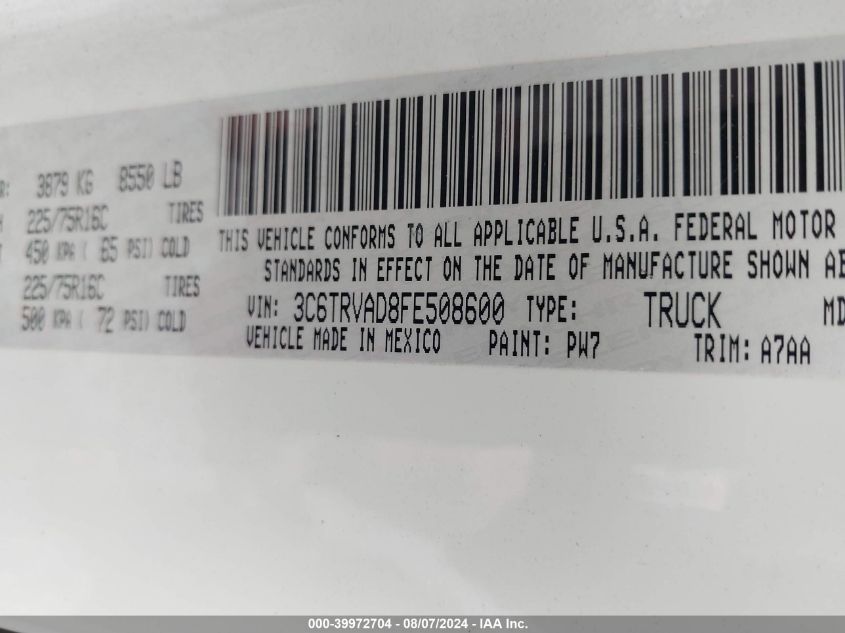 R: 3879 KG 8550 LB
225/75R16C TIRES
450 KPA ( 65 PSI) COLD
225/75R16C TIRES
500 KPA ( 72 PSI) COLD
THIS VEHICLE CONFORMS TO ALL APPLICABLE U.S.A. FEDERAL MOTOR
STANDARDS IN EFFECT ON THE DATE OF MANUFACTURE SHOWN AB
VIN: 3C6TRVAD8FE508600 TYPE: TRUCK MD
VEHICLE MADE IN MEXICO PAINT: PW7 TRIM: A7AA
000-39972704 - 08/07/2024 - IAA Inc.